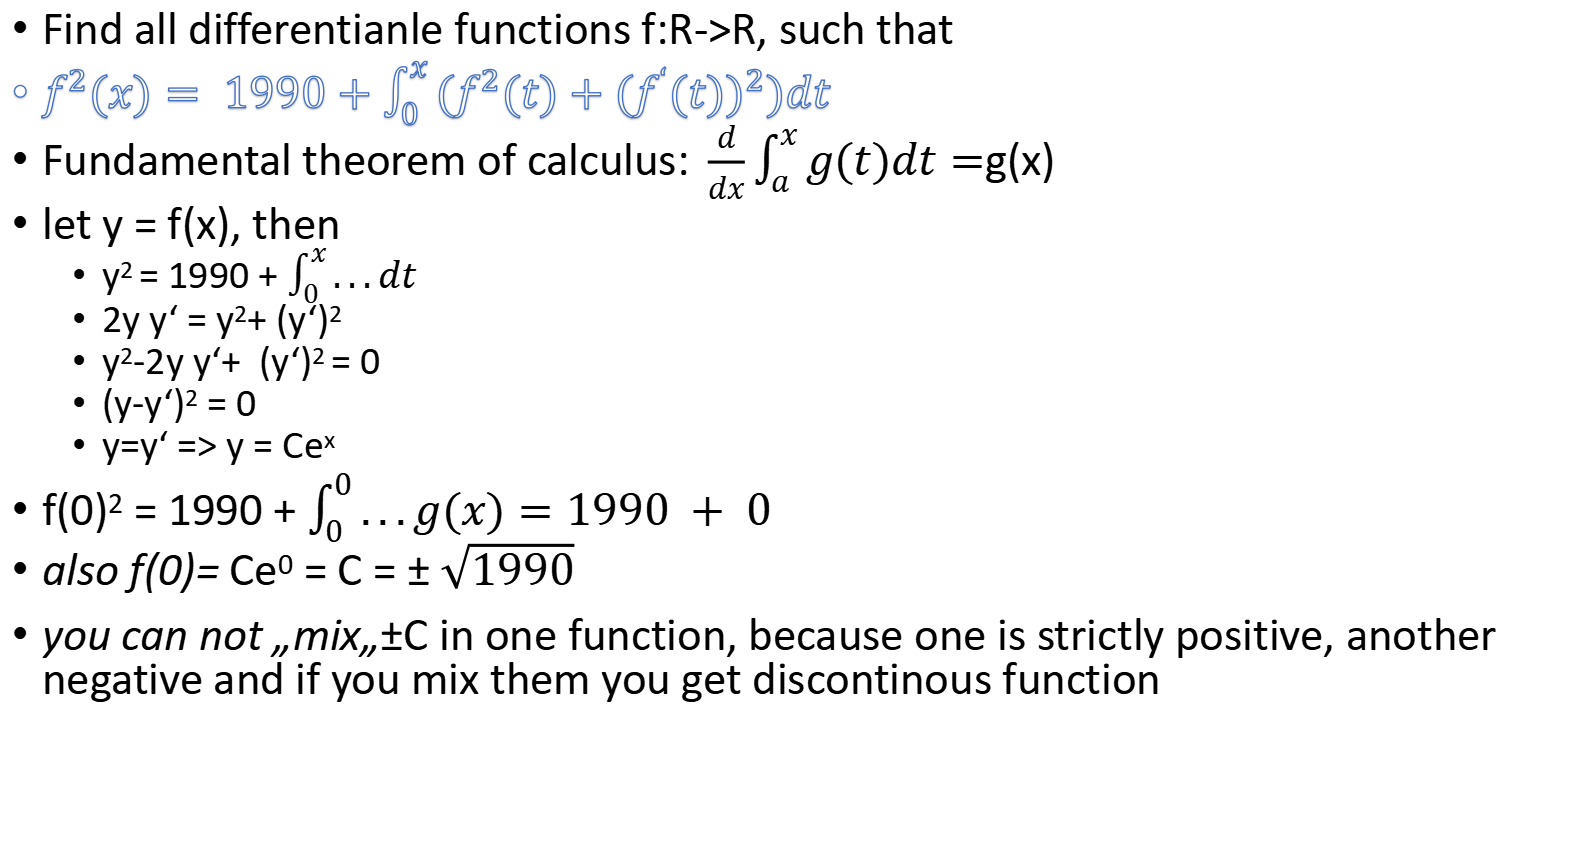 • Find all differentianle functions f:R->R, such that
◦ f²(x) = 1990 + ∫₀ˣ (f²(t) + (f‘(t))²)dt
• Fundamental theorem of calculus: d/dx ∫ₐˣ g(t)dt =g(x)
• let y = f(x), then
• y² = 1990 + ∫₀ˣ …dt
• 2y y‘ = y²+ (y‘)²
• y²-2y y‘+ (y‘)² = 0
• (y-y‘)² = 0
• y=y‘ => y = Ceˣ
• f(0)² = 1990 + ∫₀⁰ …g(x) = 1990 + 0
• also f(0)= Ce⁰ = C = ± √1990
• you can not „mix„±C in one function, because one is strictly positive, another
negative and if you mix them you get discontinous function